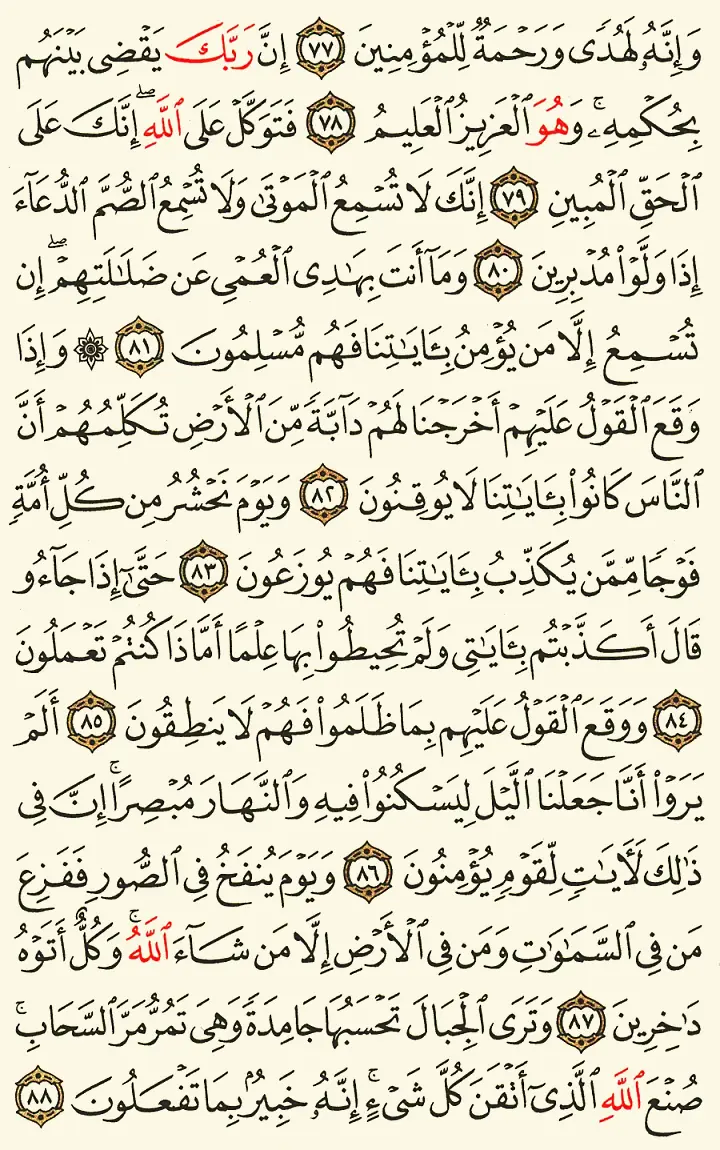 وَإِنَّهُۥ لَهُدٗى وَرَحۡمَةٞ لِّلۡمُؤۡمِنِينَ ٧٧ إِنَّ رَبَّكَ يَقۡضِي بَيۡنَهُم
بِحُكۡمِهِۦۚ وَهُوَ ٱلۡعَزِيزُ ٱلۡعَلِيمُ ٧٨ فَتَوَكَّلۡ عَلَى ٱللَّهِۖ إِنَّكَ عَلَى
ٱلۡحَقِّ ٱلۡمُبِينِ ٧٩ إِنَّكَ لَا تُسۡمِعُ ٱلۡمَوۡتَىٰ وَلَا تُسۡمِعُ ٱلصُّمَّ ٱلدُّعَآءَ
إِذَا وَلَّوۡاْ مُدۡبِرِينَ ٨٠ وَمَآ أَنتَ بِهَٰدِي ٱلۡعُمۡيِ عَن ضَلَٰلَتِهِمۡۖ إِن
تُسۡمِعُ إِلَّا مَن يُؤۡمِنُ بِـَٔايَٰتِنَا فَهُم مُّسۡلِمُونَ ٨١ ۞ وَإِذَا
وَقَعَ ٱلۡقَوۡلُ عَلَيۡهِمۡ أَخۡرَجۡنَا لَهُمۡ دَآبَّةٗ مِّنَ ٱلۡأَرۡضِ تُكَلِّمُهُمۡ أَنَّ
ٱلنَّاسَ كَانُواْ بِـَٔايَٰتِنَا لَا يُوقِنُونَ ٨٢ وَيَوۡمَ نَحۡشُرُ مِن كُلِّ أُمَّةٖ
فَوۡجٗا مِّمَّن يُكَذِّبُ بِـَٔايَٰتِنَا فَهُمۡ يُوزَعُونَ ٨٣ حَتَّىٰٓ إِذَا جَآءُو
قَالَ أَكَذَّبۡتُم بِـَٔايَٰتِي وَلَمۡ تُحِيطُواْ بِهَا عِلۡمًا أَمَّاذَا كُنتُمۡ تَعۡمَلُونَ
٨٤ وَوَقَعَ ٱلۡقَوۡلُ عَلَيۡهِم بِمَا ظَلَمُواْ فَهُمۡ لَا يَنطِقُونَ ٨٥ أَلَمۡ
يَرَوۡاْ أَنَّا جَعَلۡنَا ٱلَّيۡلَ لِيَسۡكُنُواْ فِيهِ وَٱلنَّهَارَ مُبۡصِرًاۚ إِنَّ فِي
ذَٰلِكَ لَأٓيَٰتٖ لِّقَوۡمٖ يُؤۡمِنُونَ ٨٦ وَيَوۡمَ يُنفَخُ فِي ٱلصُّورِ فَفَزِعَ
مَن فِي ٱلسَّمَٰوَٰتِ وَمَن فِي ٱلۡأَرۡضِ إِلَّا مَن شَآءَ ٱللَّهُۚ وَكُلٌّ أَتَوۡهُ
دَٰخِرِينَ ٨٧ وَتَرَى ٱلۡجِبَالَ تَحۡسَبُهَا جَامِدَةٗ وَهِيَ تَمُرُّ مَرَّ ٱلسَّحَابِۚ
صُنۡعَ ٱللَّهِ ٱلَّذِيٓ أَتۡقَنَ كُلَّ شَيۡءٍۚ إِنَّهُۥ خَبِيرُۢ بِمَا تَفۡعَلُونَ ٨٨